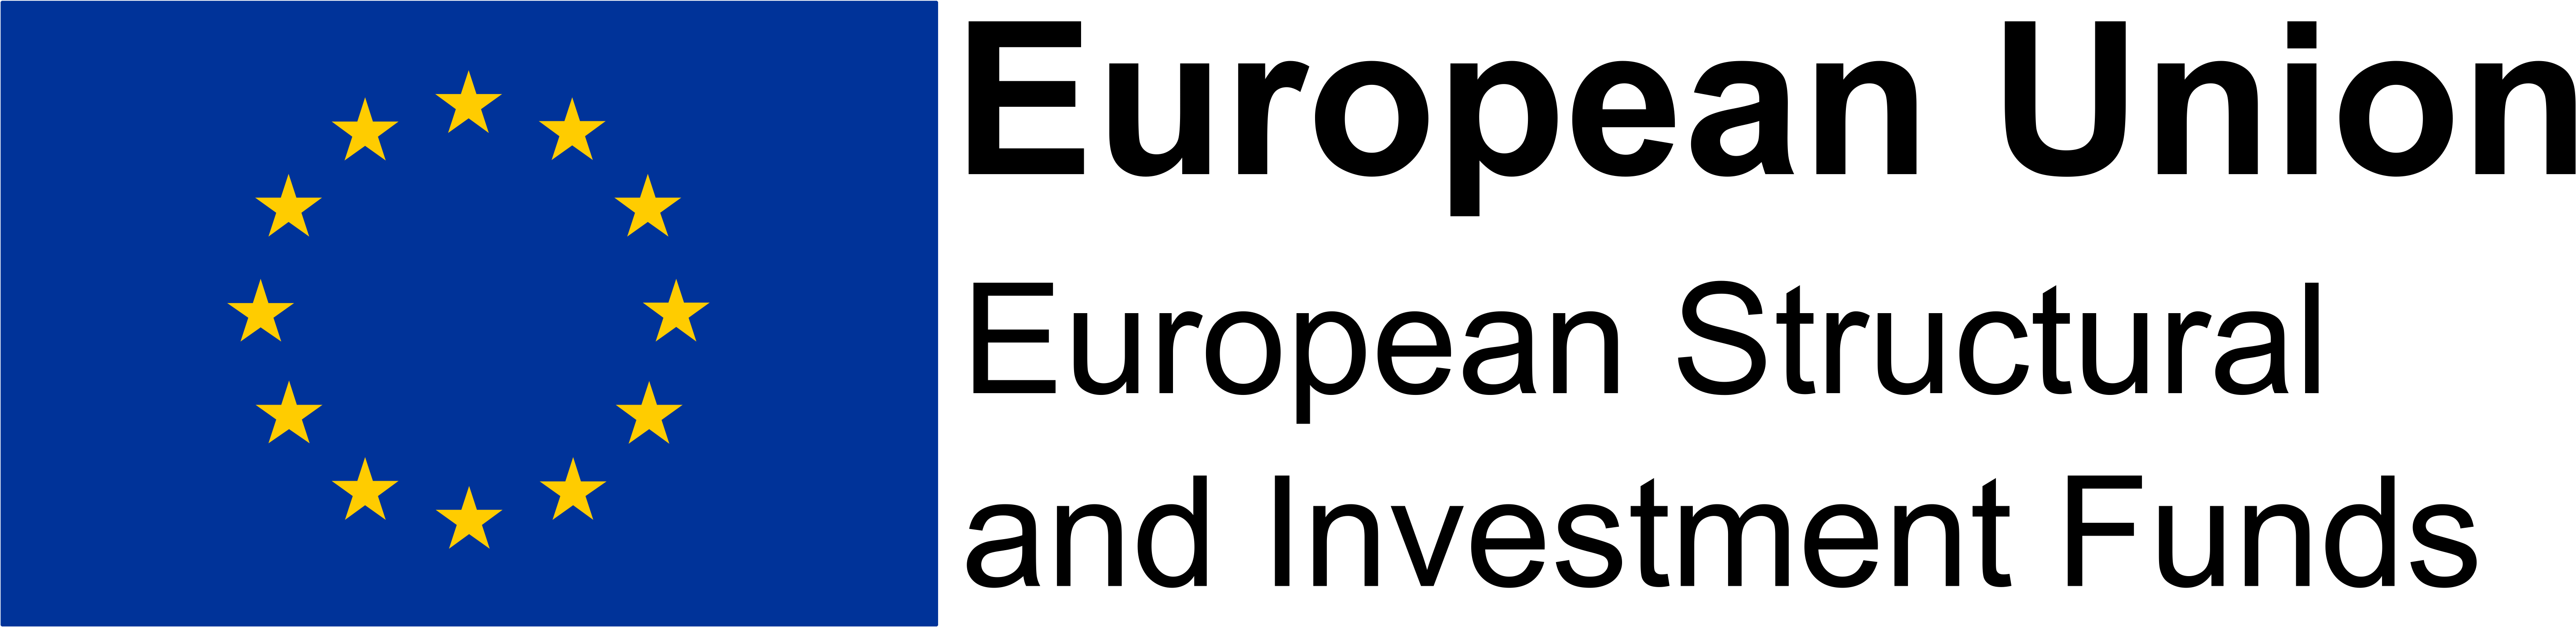 European Union
European Structural
and Investment Funds